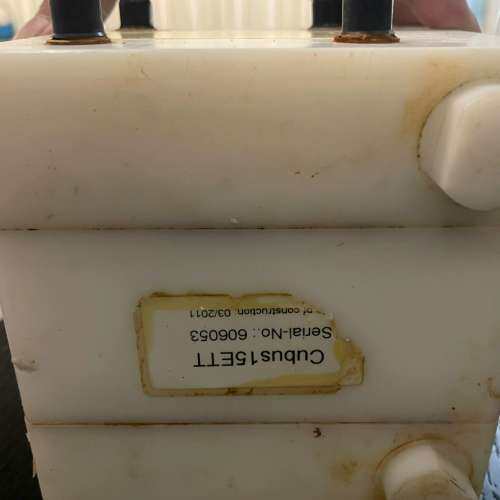 Cubus15ETT
Serial-No.: 606053
of construction: 03/2011